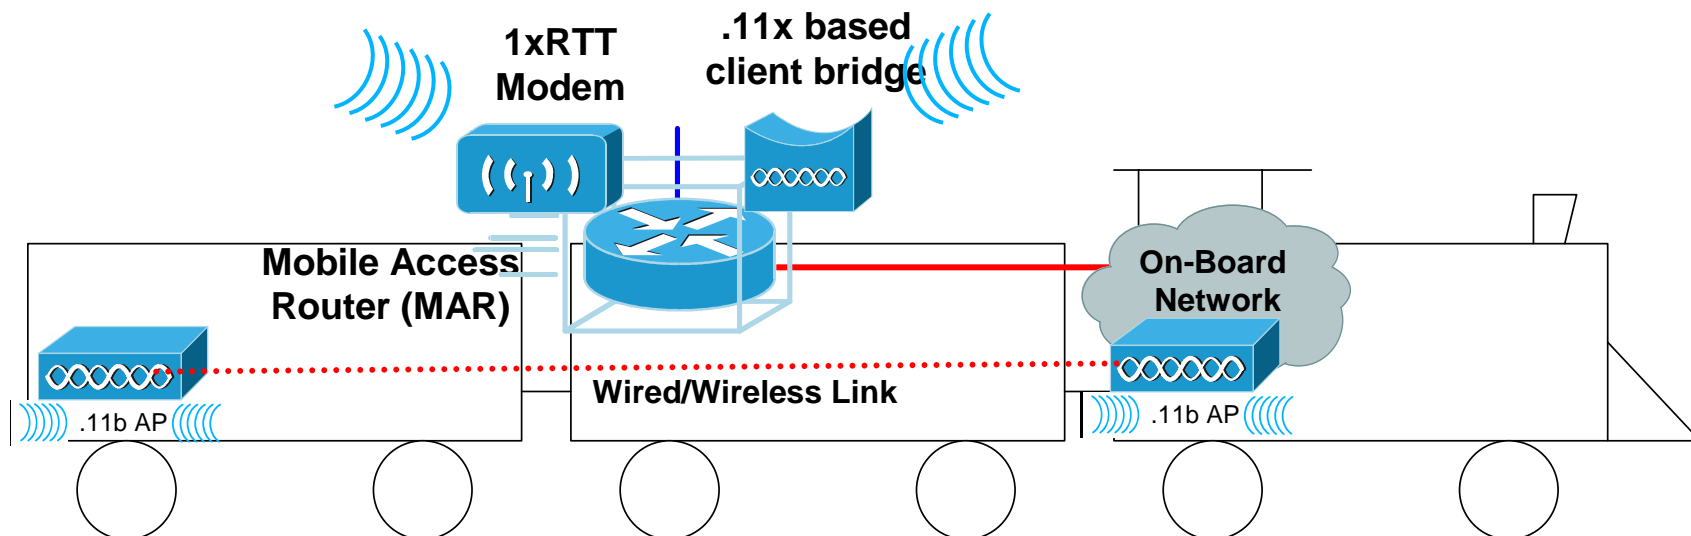 1xRTT
Modem
.11x based
client bridge
Mobile Access
Router (MAR)
On-Board
Network
Wired/Wireless Link
.11b AP
.11b AP